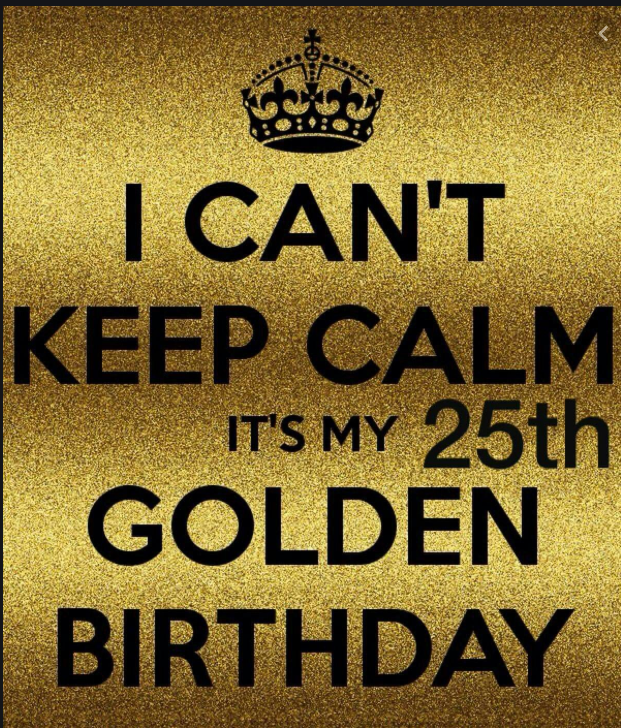 I CAN'T
KEEP CALM
IT'S MY 25th
GOLDEN
BIRTHDAY